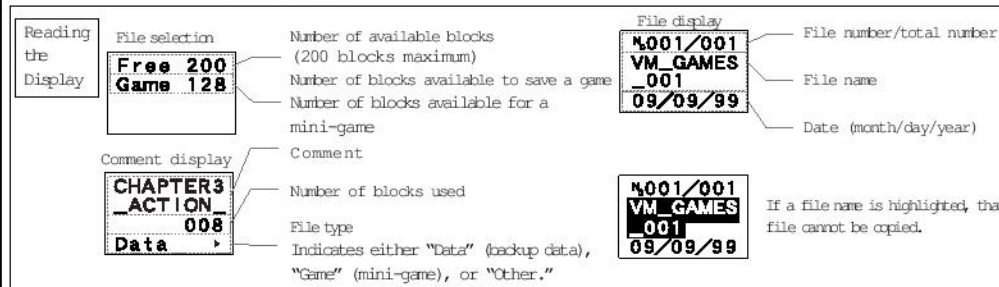 Reading
the
Display
File selection
Free 200
Game 128
Number of available blocks
(200 blocks maximum)
Number of blocks available to save a game
Number of blocks available for a
mini-game
Comment display
CHAPTER3
_ACTION_
008
Data
Comment
Number of blocks used
File type
Indicates either "Data" (backup data),
"Game" (mini-game), or "Other."
File display
№001/001
VM_GAMES
_001
09/09/99
File number/total number
File name
Date (month/day/year)
№001/001
VM_GAMES
_001
09/09/99
If a file name is highlighted, tha
file cannot be copied.